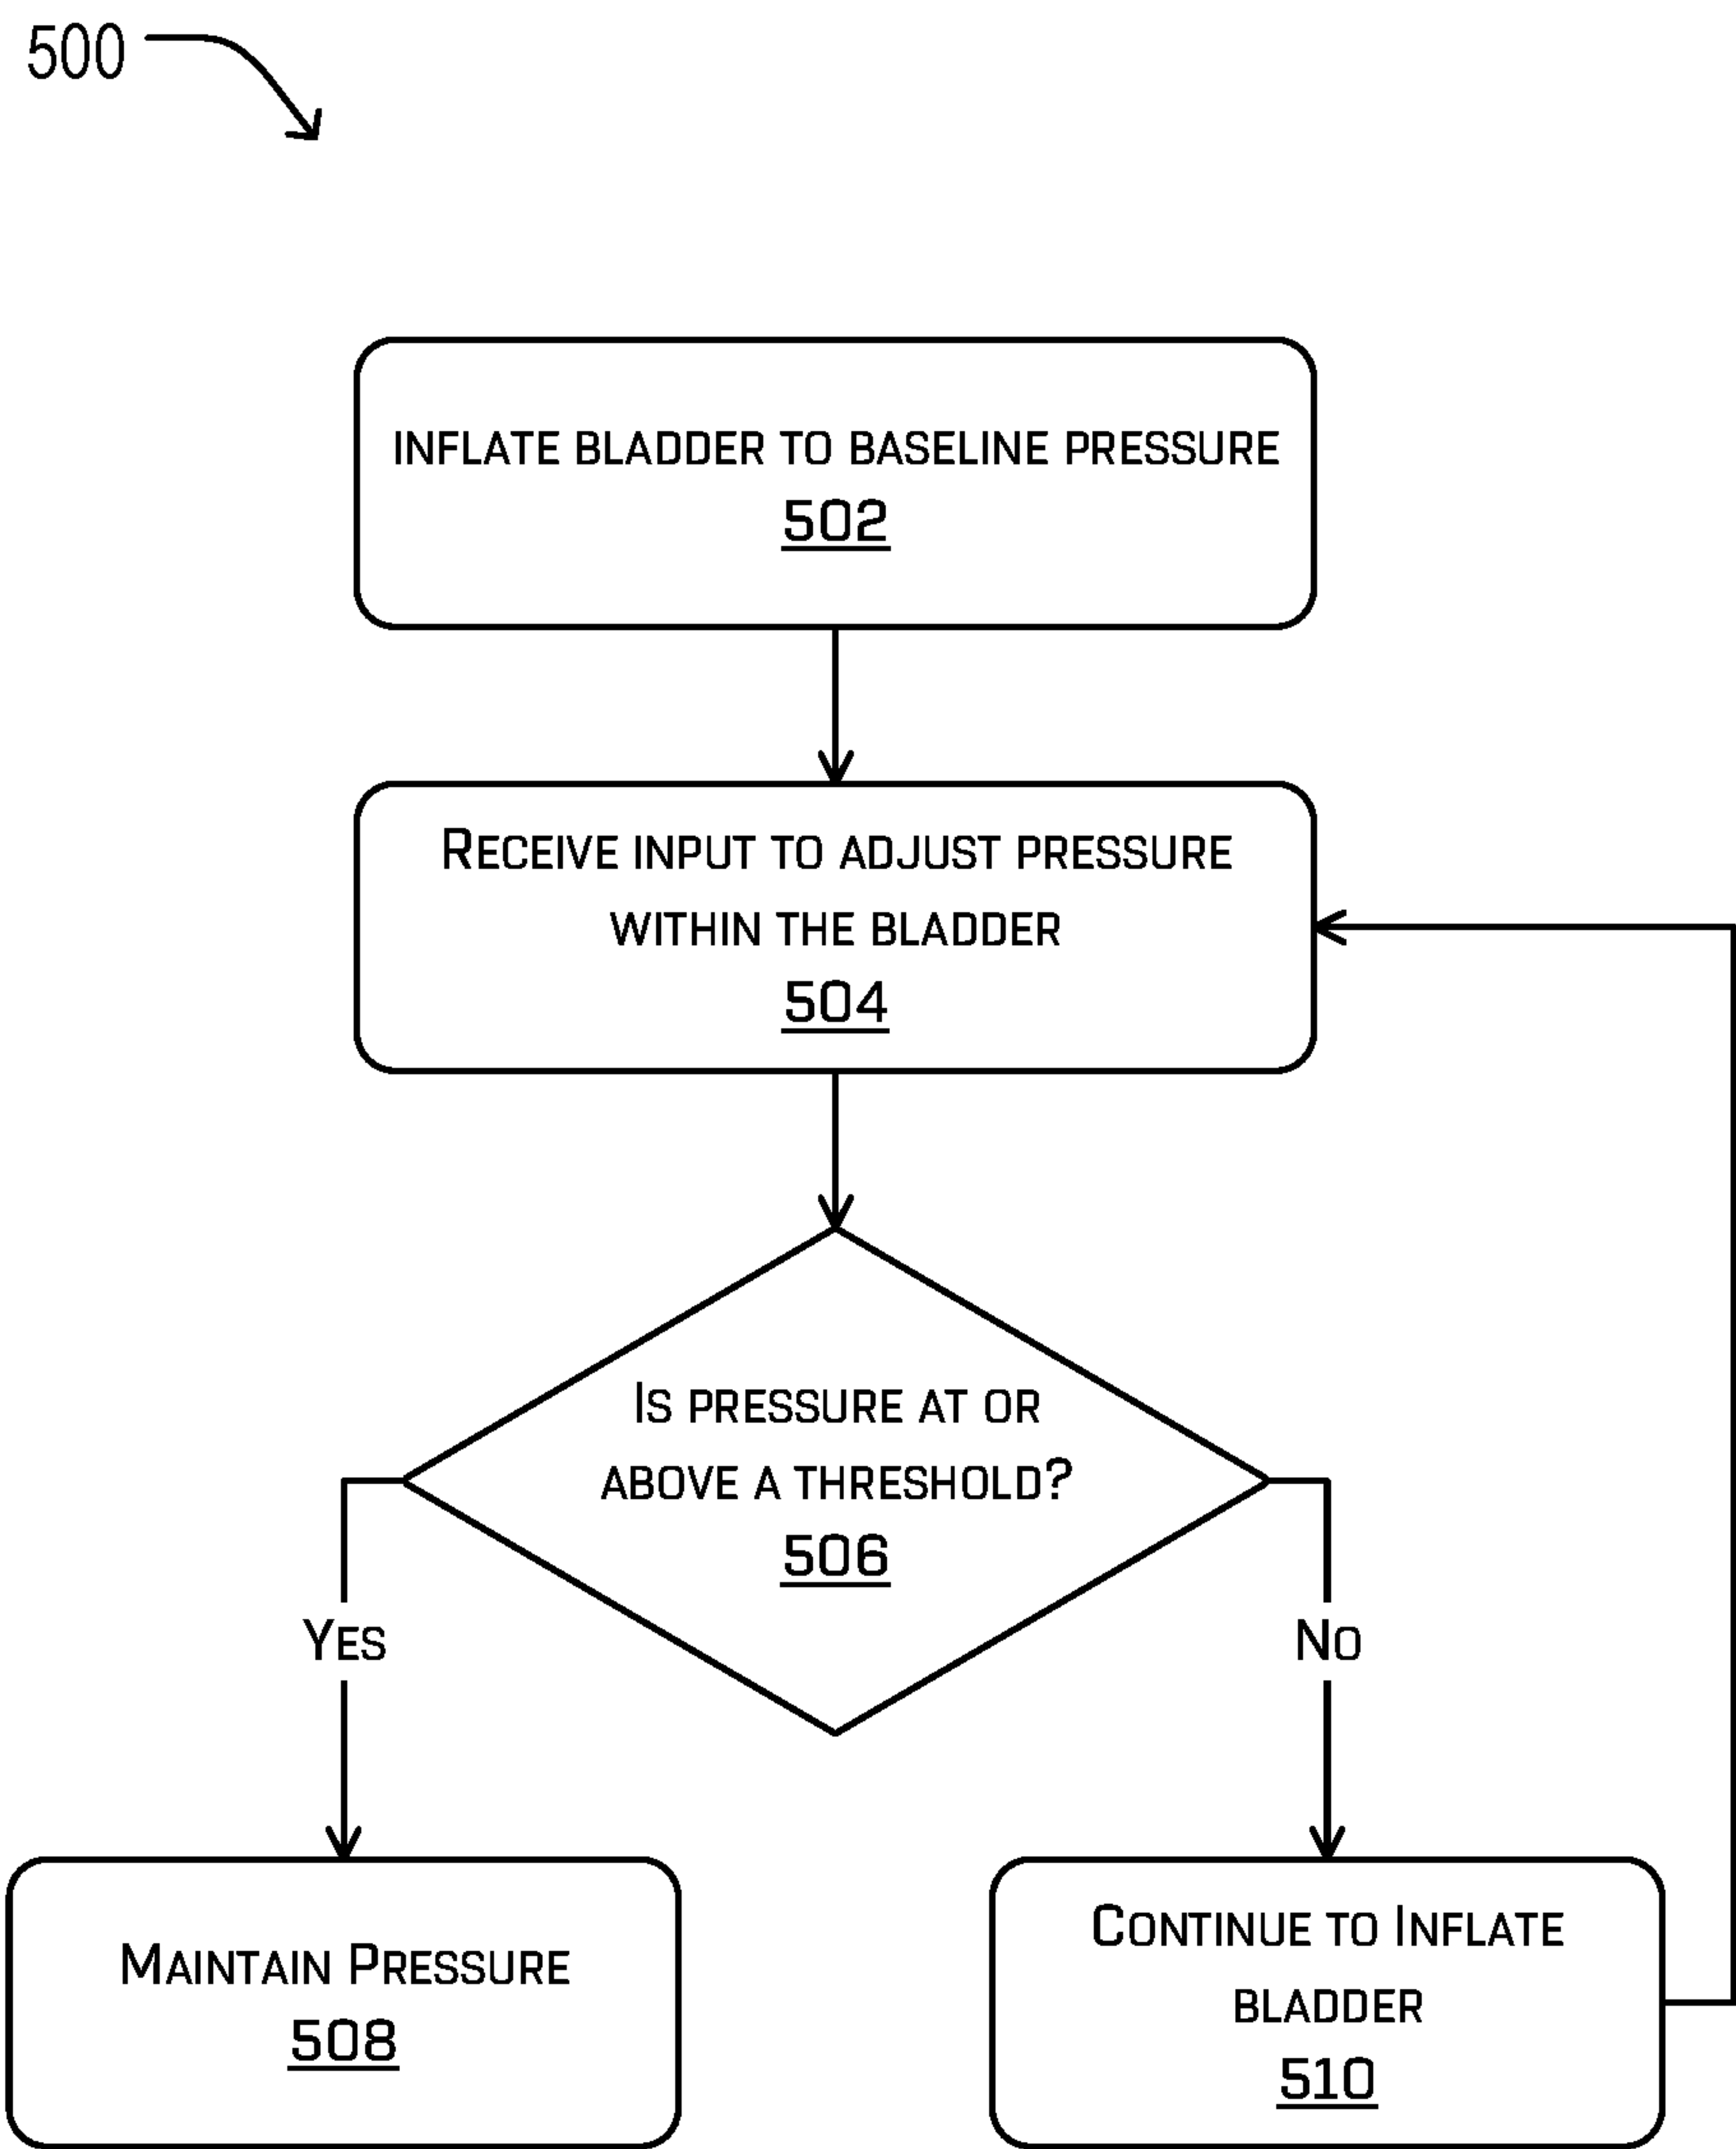 500
INFLATE BLADDER TO BASELINE PRESSURE
502
RECEIVE INPUT TO ADJUST PRESSURE
WITHIN THE BLADDER
504
IS PRESSURE AT OR
ABOVE A THRESHOLD?
506
YES
NO
MAINTAIN PRESSURE
508
CONTINUE TO INFLATE
BLADDER
510